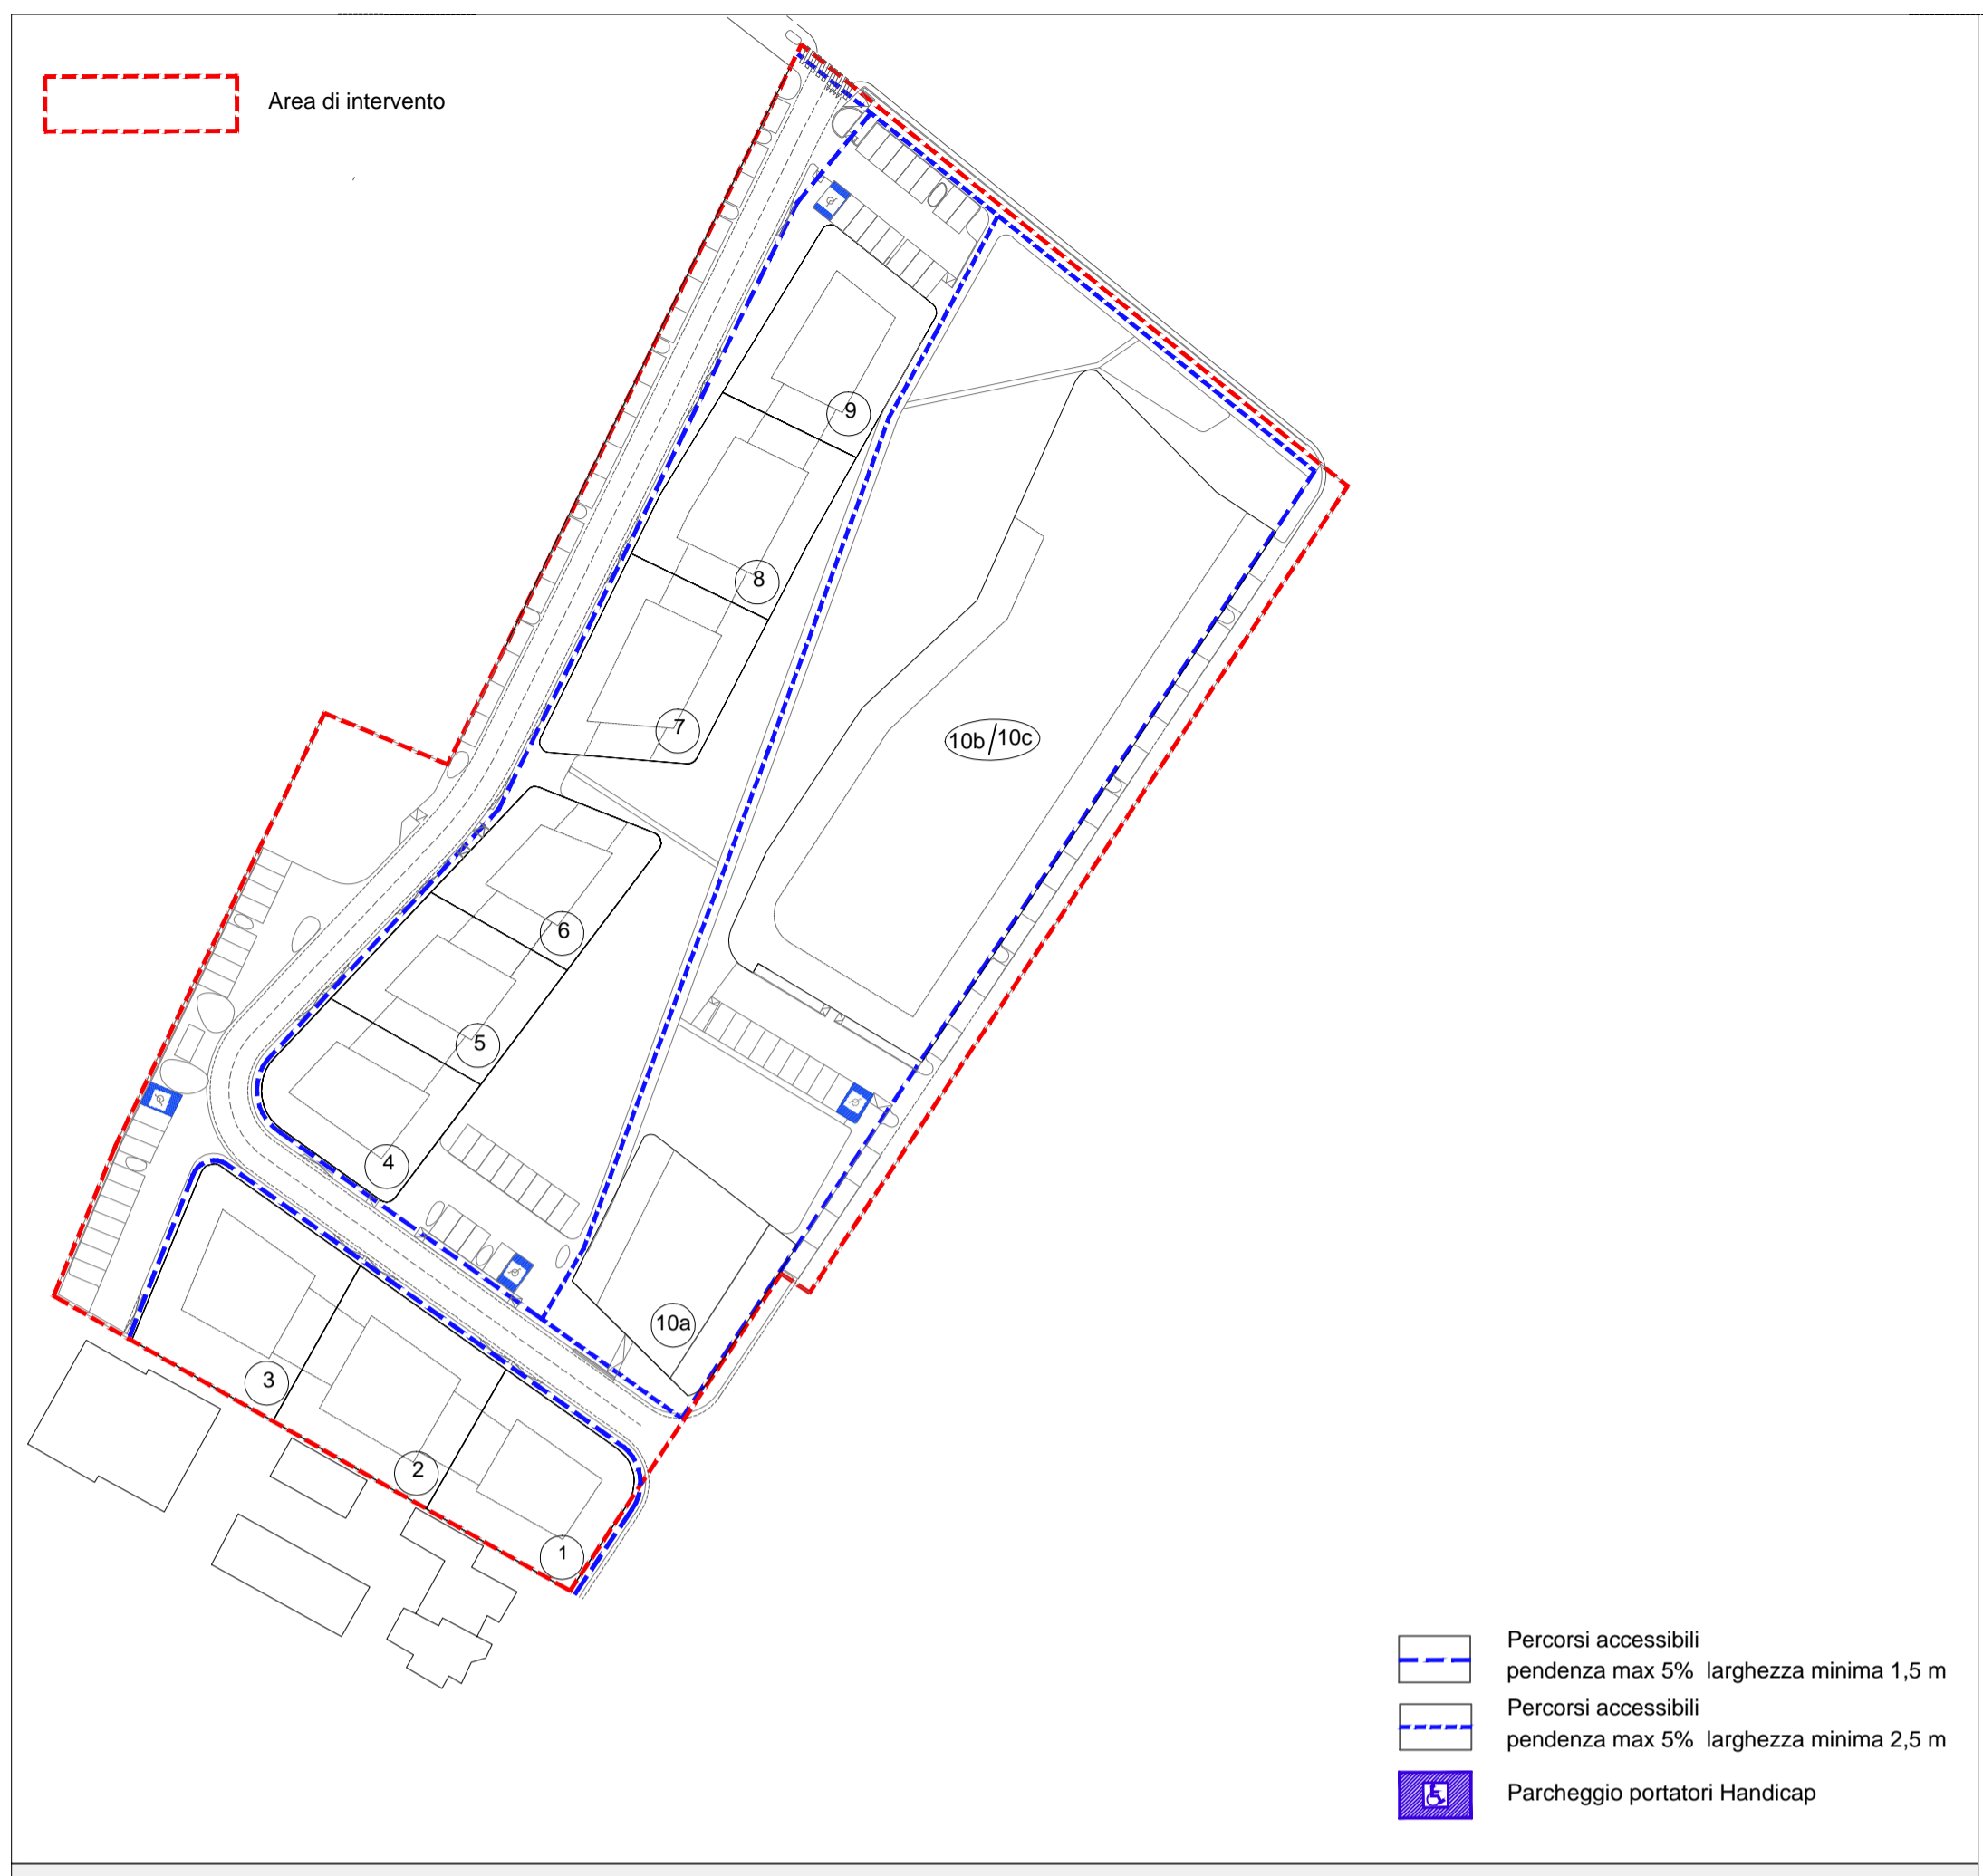 Area di intervento
9
8
7
10b/10c
6
5
4
10a
3
2
1
Percorsi accessibili
pendenza max 5% larghezza minima 1,5 m
Percorsi accessibili
pendenza max 5% larghezza minima 2,5 m
Parcheggio portatori Handicap